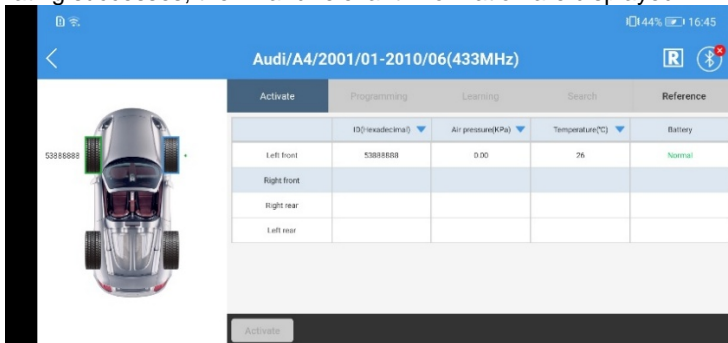 44% 16:45
Audi/A4/2001/01-2010/06(433MHz)
R
Activate Programming Learning Search Reference
ID(Hexadecimal) Air pressure(KPa) Temperature(℃) Battery
53888888
Left front 53888888 0.00 26 Normal
Right front
Right rear
Left rear
Activate